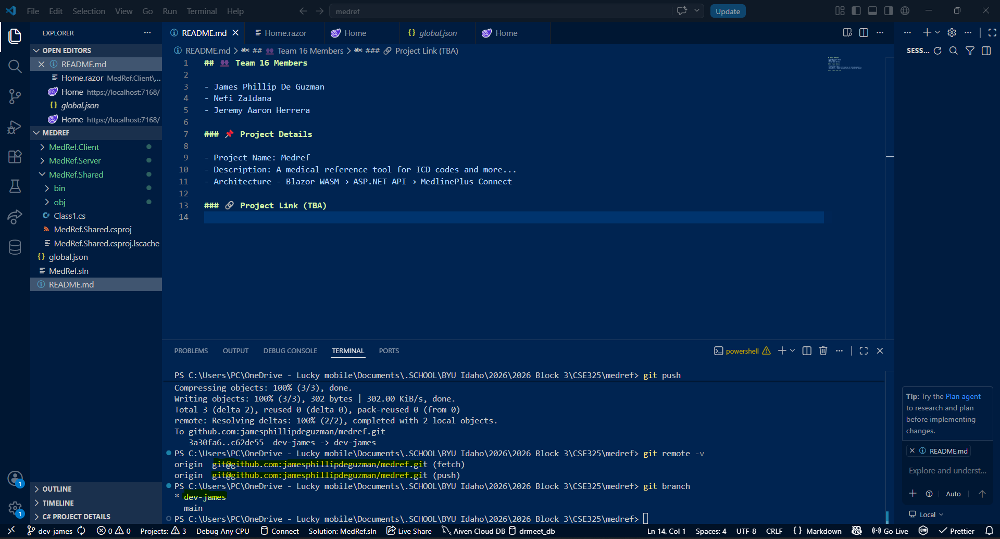 File Edit Selection View Go Run Terminal Help
medref
Update
EXPLORER
OPEN EDITORS
README.md
Home.razor MedRef.Client\...
Home https://localhost:7168/
global.json
Home https://localhost:7168/
MEDREF
MedRef.Client
MedRef.Server
MedRef.Shared
bin
obj
Class1.cs
MedRef.Shared.csproj
MedRef.Shared.csproj.lscache
global.json
MedRef.sln
README.md
OUTLINE
TIMELINE
C# PROJECT DETAILS
README.md Home.razor Home global.json Home
README.md > ## 👥 Team 16 Members > ### 🔗 Project Link (TBA)
1 ## 👥 Team 16 Members
2
3 - James Phillip De Guzman
4 - Nefi Zaldana
5 - Jeremy Aaron Herrera
6
7 ### 📌 Project Details
8
9 - Project Name: Medref
10 - Description: A medical reference tool for ICD codes and more...
11 - Architecture - Blazor WASM → ASP.NET API → MedlinePlus Connect
12
13 ### 🔗 Project Link (TBA)
14
PROBLEMS OUTPUT DEBUG CONSOLE TERMINAL PORTS
powershell
PS C:\Users\PC\OneDrive - Lucky mobile\Documents\.SCHOOL\BYU Idaho\2026\2026 Block 3\CSE325\medref> git push
Compressing objects: 100% (3/3), done.
Writing objects: 100% (3/3), 302 bytes | 302.00 KiB/s, done.
Total 3 (delta 2), reused 0 (delta 0), pack-reused 0 (from 0)
remote: Resolving deltas: 100% (2/2), completed with 2 local objects.
To github.com:jamesphillipdeguzman/medref.git
3a30fa6..c62de55 dev-james -> dev-james
PS C:\Users\PC\OneDrive - Lucky mobile\Documents\.SCHOOL\BYU Idaho\2026\2026 Block 3\CSE325\medref> git remote -v
origin git@github.com:jamesphillipdeguzman/medref.git (fetch)
origin git@github.com:jamesphillipdeguzman/medref.git (push)
PS C:\Users\PC\OneDrive - Lucky mobile\Documents\.SCHOOL\BYU Idaho\2026\2026 Block 3\CSE325\medref> git branch
* dev-james
main
PS C:\Users\PC\OneDrive - Lucky mobile\Documents\.SCHOOL\BYU Idaho\2026\2026 Block 3\CSE325\medref>
SESS...
Tip: Try the Plan agent
to research and plan
before implementing
changes.
README.md
Explore and underst...
Auto
Local
dev-james 0 0 Projects: 3 Debug Any CPU Connect Solution: MedRef.sln Live Share Aiven Cloud DB drmeet_db Ln 14, Col 1 Spaces: 4 UTF-8 CRLF Markdown Go Live Prettier